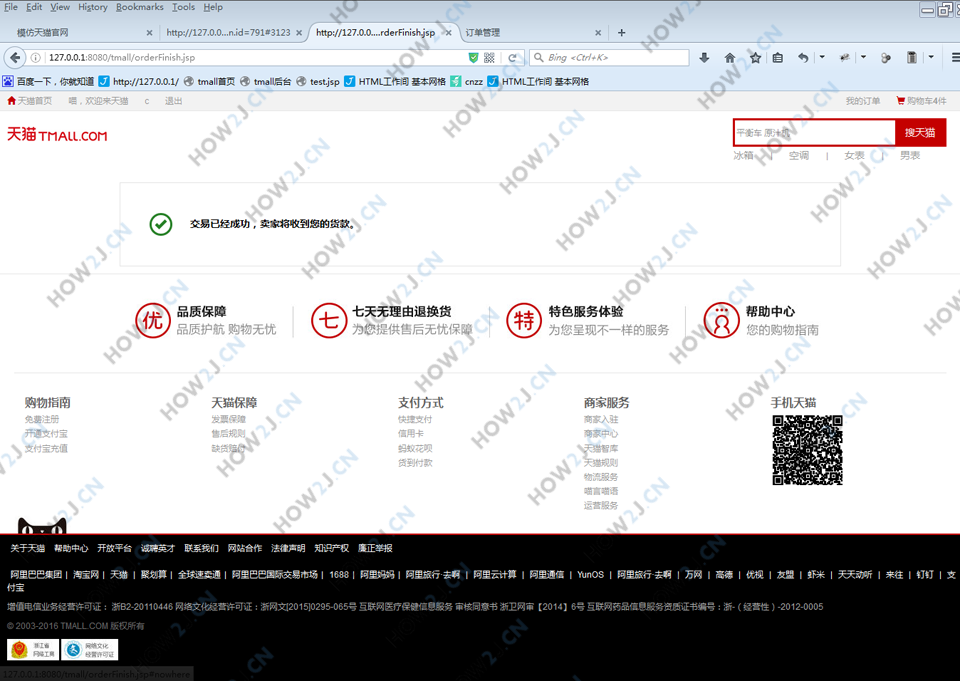 File Edit View History Bookmarks Tools Help
模仿天猫官网 http://127.0.0...n.id=791#3123 http://127.0.0....rderFinish.jsp 订单管理
127.0.0.1:8080/tmall/orderFinish.jsp Bing <Ctrl+K>
百度一下，你就知道 http://127.0.0.1/ tmall首页 tmall后台 test.jsp HTML工作间 基本网格 cnzz HTML工作间 基本网格
天猫首页 喵，欢迎来天猫 c 退出 我的订单 购物车4件
天猫 TMALL.COM
平衡车 原汁机 搜天猫
冰箱 | 空调 | 女表 | 男表
交易已经成功，卖家将收到您的货款。
优 品质保障 七 七天无理由退换货 特 特色服务体验 帮助中心
品质护航 购物无忧 为您提供售后无忧保障 为您呈现不一样的服务 您的购物指南
购物指南 天猫保障 支付方式 商家服务 手机天猫
免费注册 发票保障 快捷支付 商家入驻
开通支付宝 售后规则 信用卡 商家中心
支付宝充值 缺货赔付 蚂蚁花呗 天猫智库
货到付款 天猫规则
物流服务
喵言喵语
运营服务
关于天猫 帮助中心 开放平台 诚聘英才 联系我们 网站合作 法律声明 知识产权 廉正举报
阿里巴巴集团 | 淘宝网 | 天猫 | 聚划算 | 全球速卖通 | 阿里巴巴国际交易市场 | 1688 | 阿里妈妈 | 阿里旅行·去啊 | 阿里云计算 | 阿里通信 | YunOS | 阿里旅行·去啊 | 万网 | 高德 | 优视 | 友盟 | 虾米 | 天天动听 | 来往 | 钉钉 | 支
付宝
增值电信业务经营许可证： 浙B2-20110446 网络文化经营许可证：浙网文[2015]0295-065号 互联网医疗保健信息服务 审核同意书 浙卫网审【2014】6号 互联网药品信息服务资质证书编号：浙-（经营性）-2012-0005
© 2003-2016 TMALL.COM 版权所有
浙江省 网络文化
网络工商 经营许可证
127.0.0.1:8080/tmall/orderFinish.jsp#nowhere
HOW2J.CN